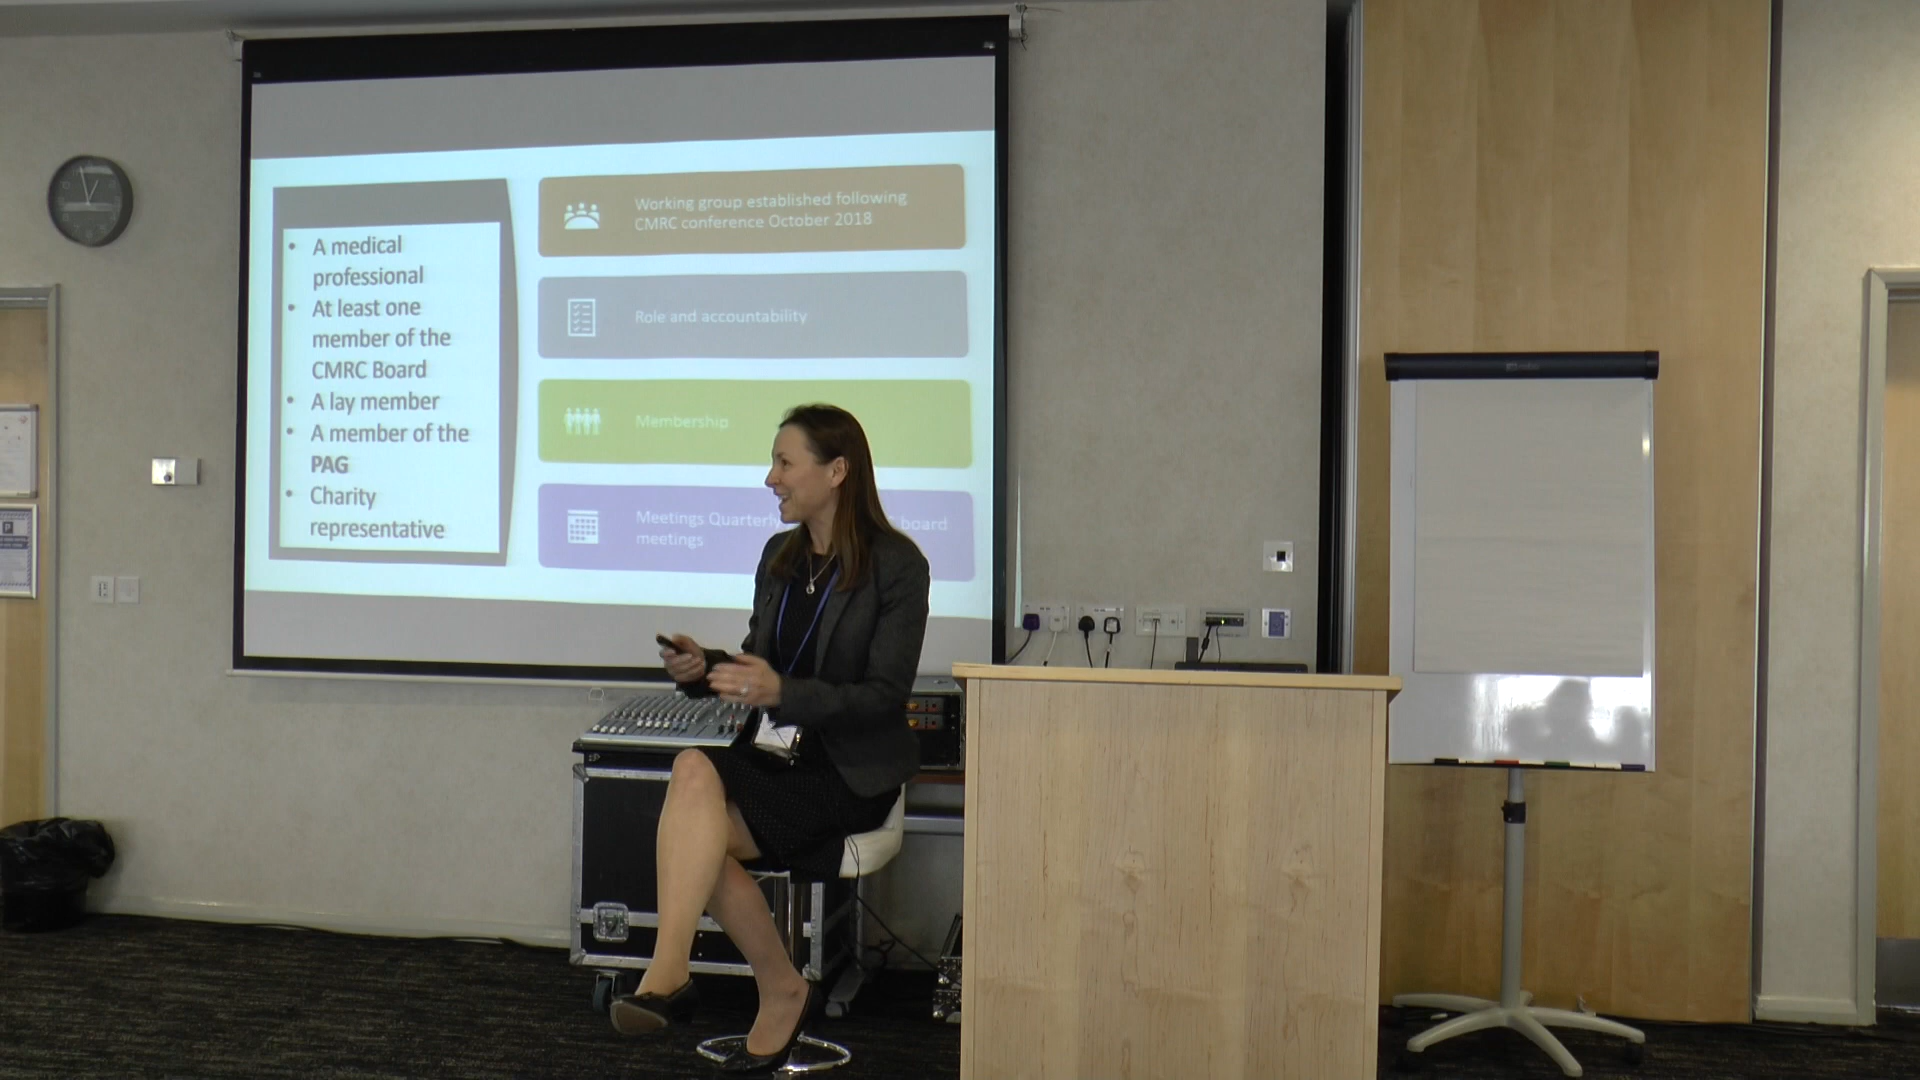 • A medical
professional
• At least one
member of the
CMRC Board
• A lay member
• A member of the
PAG
• Charity
representative
Working group established following
CMRC conference October 2018
Role and accountability
Membership
Meetings Quarterly board
meetings
P